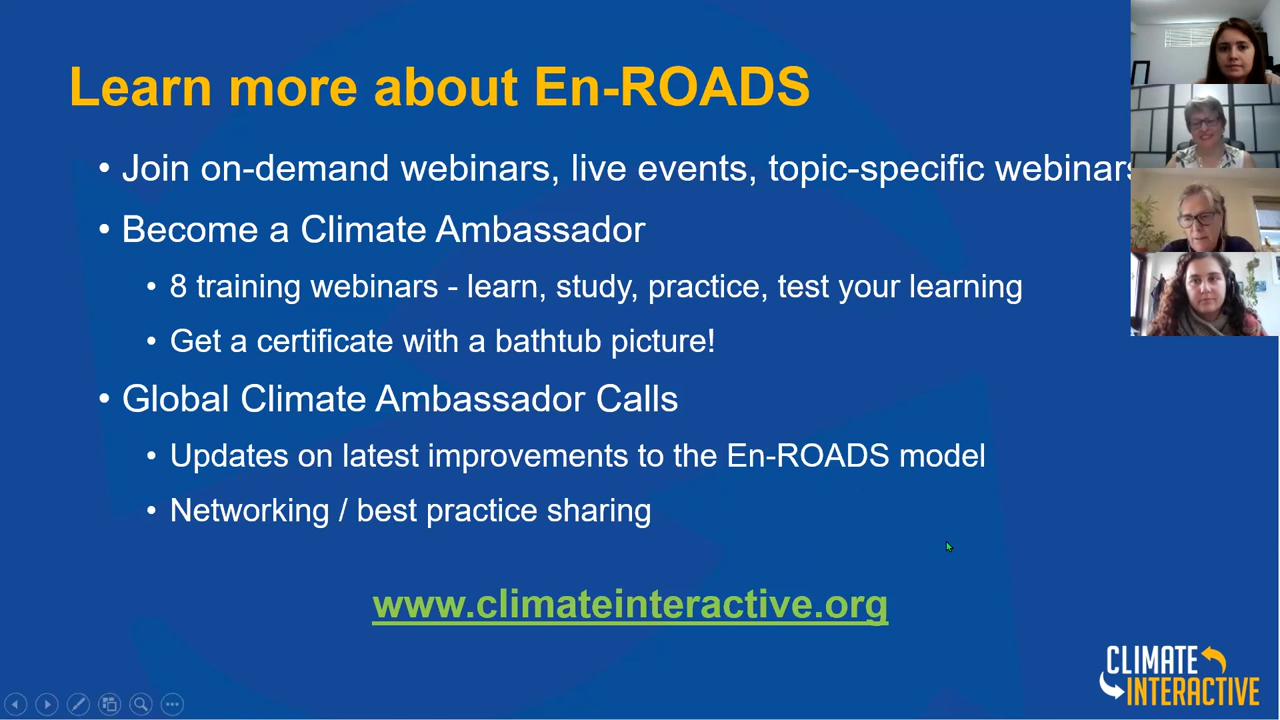 Learn more about En-ROADS
• Join on-demand webinars, live events, topic-specific webinars
• Become a Climate Ambassador
• 8 training webinars - learn, study, practice, test your learning
• Get a certificate with a bathtub picture!
• Global Climate Ambassador Calls
• Updates on latest improvements to the En-ROADS model
• Networking / best practice sharing
www.climateinteractive.org
CLIMATE
INTERACTIVE